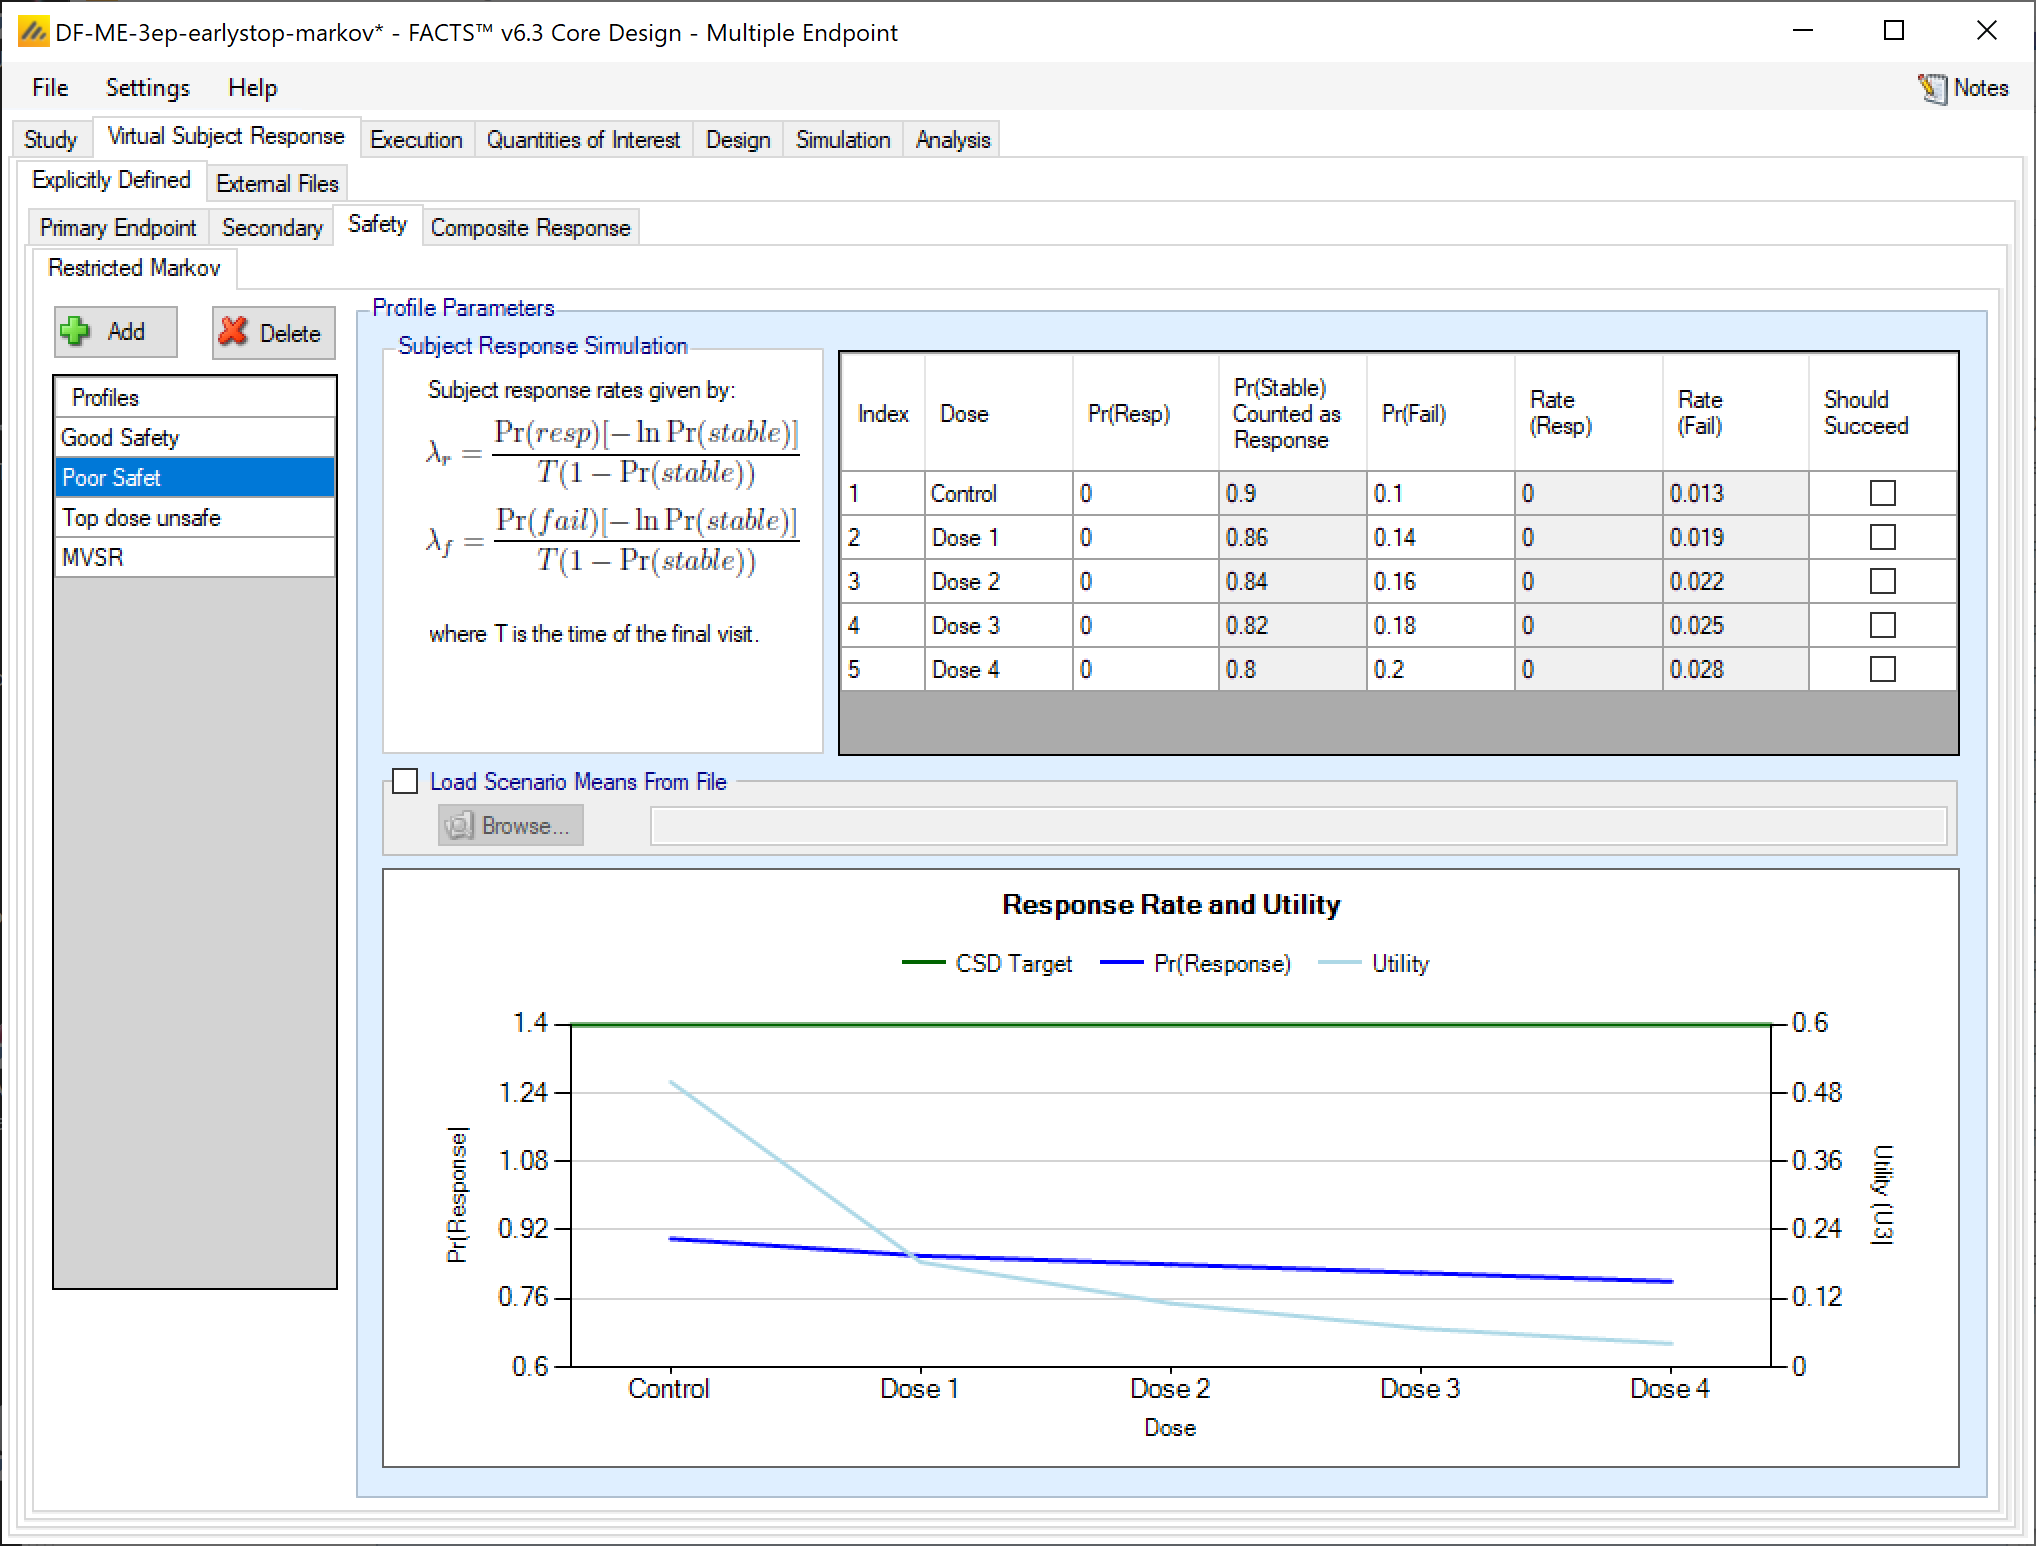 DF-ME-3ep-earlystop-markov* - FACTS™ v6.3 Core Design - Multiple Endpoint
File Settings Help Notes
Study Virtual Subject Response Execution Quantities of Interest Design Simulation Analysis
Explicitly Defined External Files
Primary Endpoint Secondary Safety Composite Response
Restricted Markov
Add Delete
Profiles
Good Safety
Poor Safet
Top dose unsafe
MVSR
Profile Parameters
Subject Response Simulation
Subject response rates given by:
λ_r = Pr(resp)[−ln Pr(stable)] / T(1 − Pr(stable))
λ_f = Pr(fail)[−ln Pr(stable)] / T(1 − Pr(stable))
where T is the time of the final visit.
Index Dose Pr(Resp) Pr(Stable) Counted as Response Pr(Fail) Rate (Resp) Rate (Fail) Should Succeed
1 Control 0 0.9 0.1 0 0.013
2 Dose 1 0 0.86 0.14 0 0.019
3 Dose 2 0 0.84 0.16 0 0.022
4 Dose 3 0 0.82 0.18 0 0.025
5 Dose 4 0 0.8 0.2 0 0.028
Load Scenario Means From File
Browse...
Response Rate and Utility
CSD Target Pr(Response) Utility
1.4
1.24
1.08
0.92
0.76
0.6
Pr(Response|
0.6
0.48
0.36
0.24
0.12
0
Utility (U3|
Control Dose 1 Dose 2 Dose 3 Dose 4
Dose